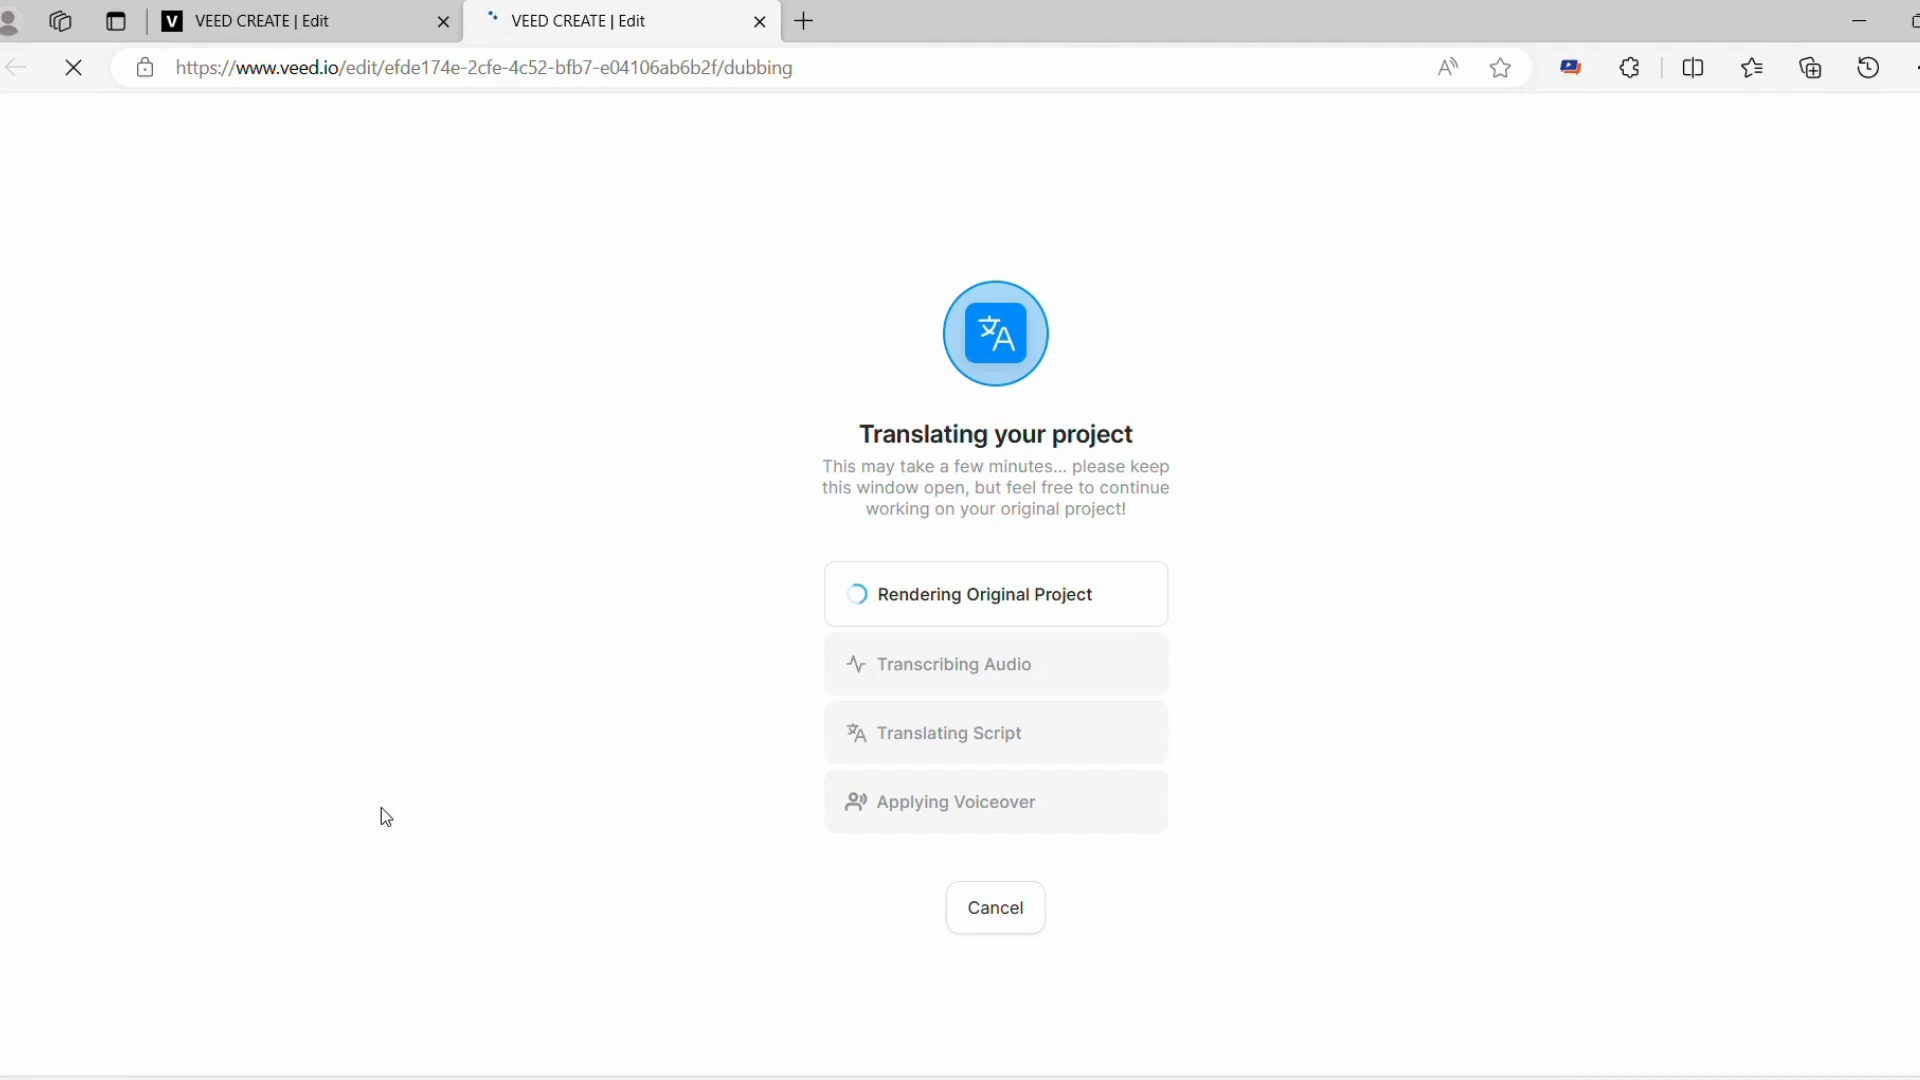 VEED CREATE | Edit
VEED CREATE | Edit
https://www.veed.io/edit/efde174e-2cfe-4c52-bfb7-e04106ab6b2f/dubbing
Translating your project
This may take a few minutes... please keep
this window open, but feel free to continue
working on your original project!
Rendering Original Project
Transcribing Audio
Translating Script
Applying Voiceover
Cancel